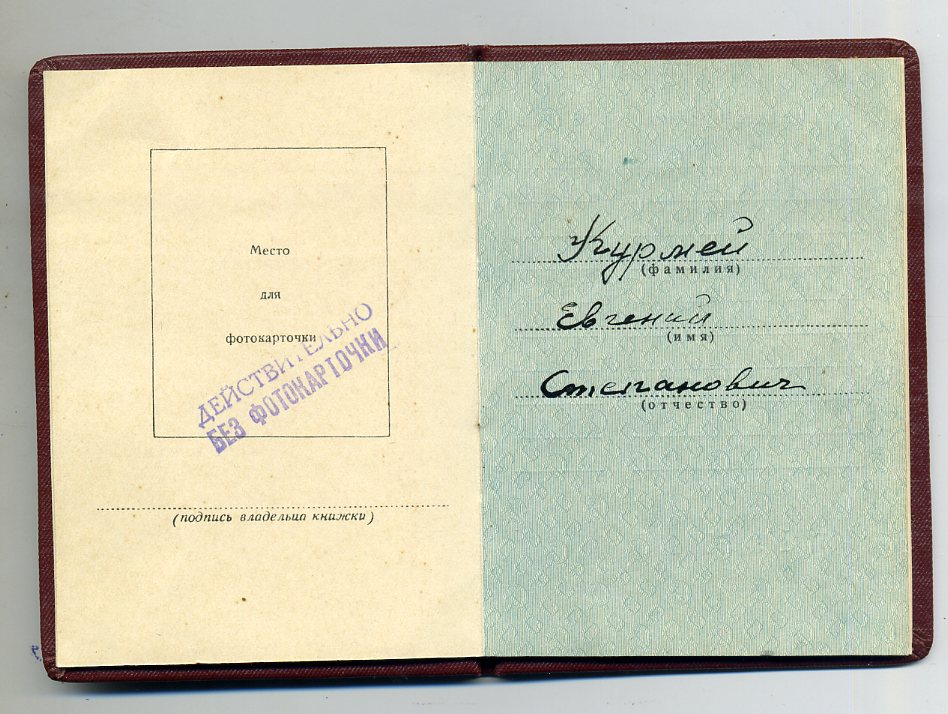 Место
для
фотокарточки
ДЕЙСТВИТЕЛЬНО
БЕЗ ФОТОКАРТОЧКИ
(подпись владельца книжки)
Курмей
(фамилия)
Евгений
(имя)
Степанович
(отчество)